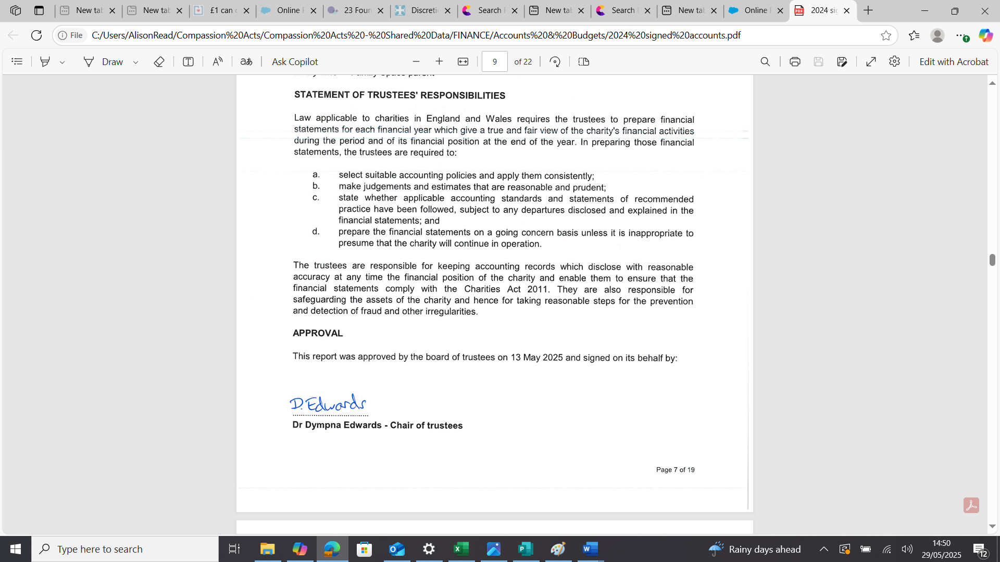 New tab
New tab
£1 can
Online
23 Foun
Discreti
Search
New tab
Search
New tab
Online
2024 si
File
C:/Users/AlisonRead/Compassion%20Acts/Compassion%20Acts%20-%20Shared%20Data/FINANCE/Accounts%20&%20Budgets/2024%20signed%20accounts.pdf
Draw
Ask Copilot
9 of 22
Edit with Acrobat
Family Space parent
STATEMENT OF TRUSTEES' RESPONSIBILITIES
Law applicable to charities in England and Wales requires the trustees to prepare financial
statements for each financial year which give a true and fair view of the charity's financial activities
during the period and of its financial position at the end of the year. In preparing those financial
statements, the trustees are required to:
a. select suitable accounting policies and apply them consistently;
b. make judgements and estimates that are reasonable and prudent;
c. state whether applicable accounting standards and statements of recommended
practice have been followed, subject to any departures disclosed and explained in the
financial statements; and
d. prepare the financial statements on a going concern basis unless it is inappropriate to
presume that the charity will continue in operation.
The trustees are responsible for keeping accounting records which disclose with reasonable
accuracy at any time the financial position of the charity and enable them to ensure that the
financial statements comply with the Charities Act 2011. They are also responsible for
safeguarding the assets of the charity and hence for taking reasonable steps for the prevention
and detection of fraud and other irregularities.
APPROVAL
This report was approved by the board of trustees on 13 May 2025 and signed on its behalf by:
D. Edwards
Dr Dympna Edwards - Chair of trustees
Page 7 of 19
Type here to search
Rainy days ahead
14:50
29/05/2025
12